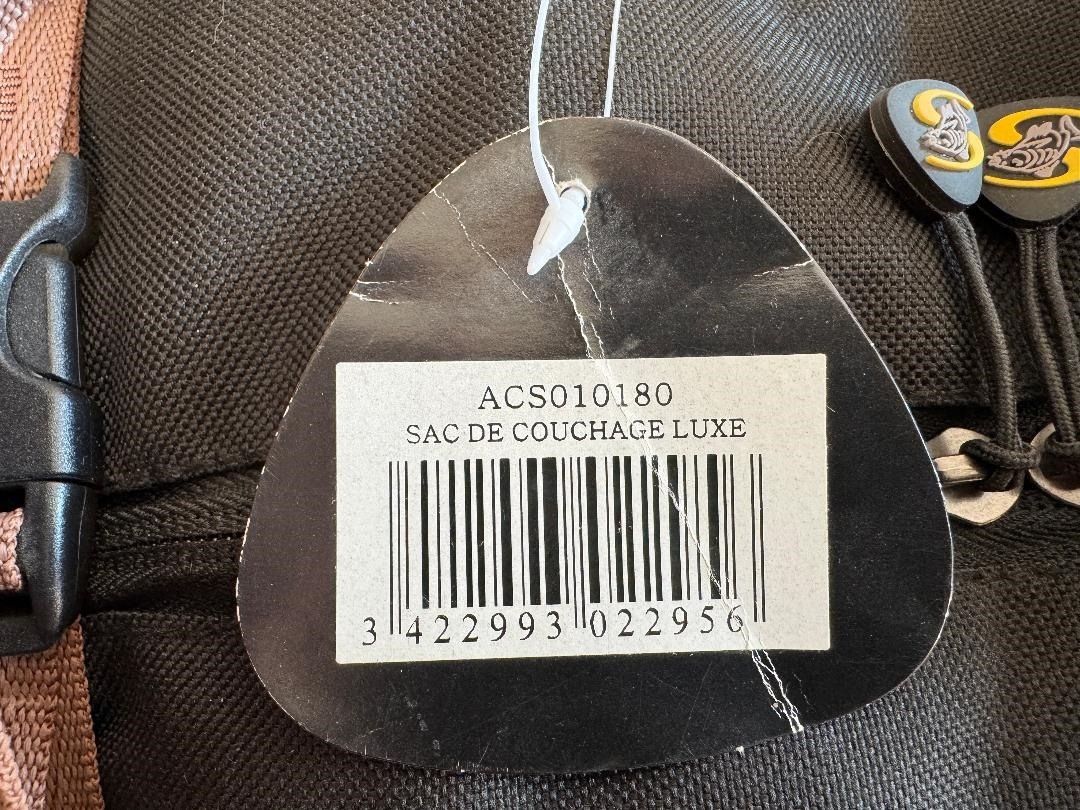 ACS010180
SAC DE COUCHAGE LUXE
3 422993 022956